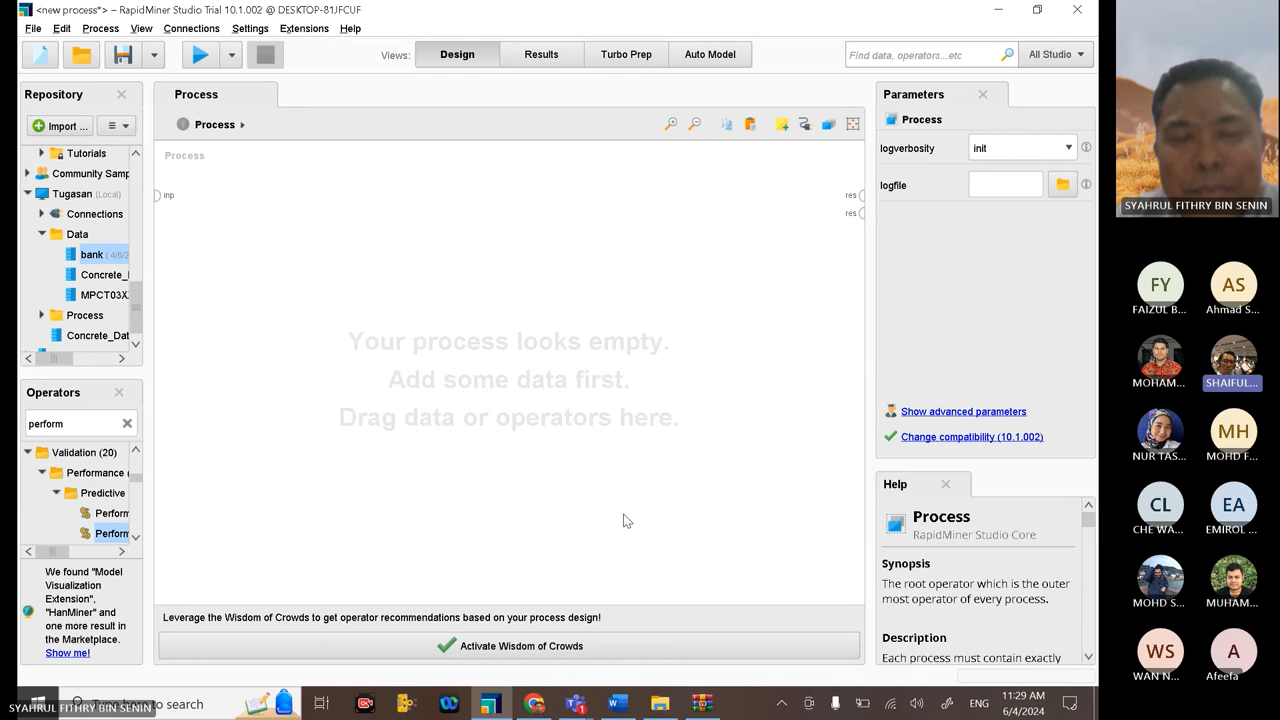 <new process*> – RapidMiner Studio Trial 10.1.002 @ DESKTOP-81JFCUF
File Edit Process View Connections Settings Extensions Help
Views: Design Results Turbo Prep Auto Model Find data, operators...etc All Studio
Repository
Import ...
Tutorials
Community Samp
Tugasan (Local)
Connections
Data
bank (4/6/2
Concrete_
MPCT03X
Process
Concrete_Dat
Operators
perform
Validation (20)
Performance (
Predictive
Perform
Perform
We found "Model
Visualization
Extension",
"HanMiner" and
one more result in
the Marketplace.
Show me!
Process
Process
Process
inp
res
res
Your process looks empty.
Add some data first.
Drag data or operators here.
Leverage the Wisdom of Crowds to get operator recommendations based on your process design!
Activate Wisdom of Crowds
Parameters
Process
logverbosity init
logfile
Show advanced parameters
Change compatibility (10.1.002)
Help
Process
RapidMiner Studio Core
Synopsis
The root operator which is the outer
most operator of every process.
Description
Each process must contain exactly
SYAHRUL FITHRY BIN SENIN
FY
FAIZUL B...
AS
Ahmad S...
MOHAM...
SHAIFUL...
NUR TAS...
MH
MOHD F...
CL
CHE WA...
EA
EMIROL ...
MOHD S...
MUHAM...
WS
WAN N...
A
Afeefa
here to search
SYAHRUL FITHRY BIN SENIN
ENG
11:29 AM
6/4/2024